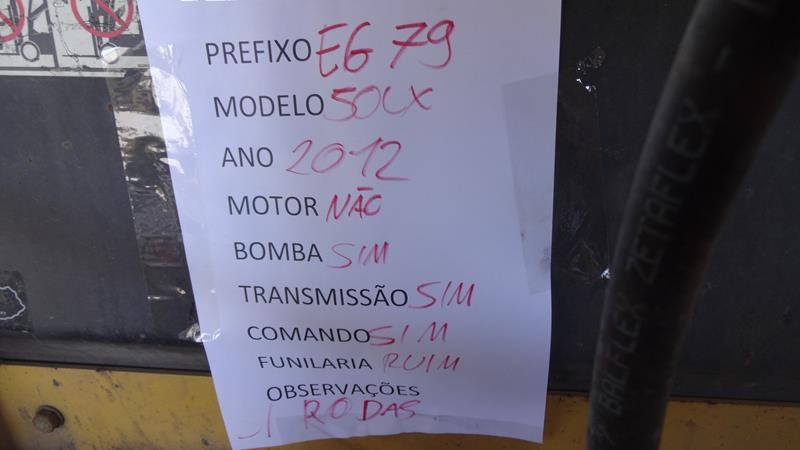 PREFIXO EG 79
MODELO 50CX
ANO 2012
MOTOR NÃO
BOMBA SIM
TRANSMISSÃO SIM
COMANDO SIM
FUNILARIA RUIM
OBSERVAÇÕES
S/ RODAS
BALFLEX ZETAFLEX -